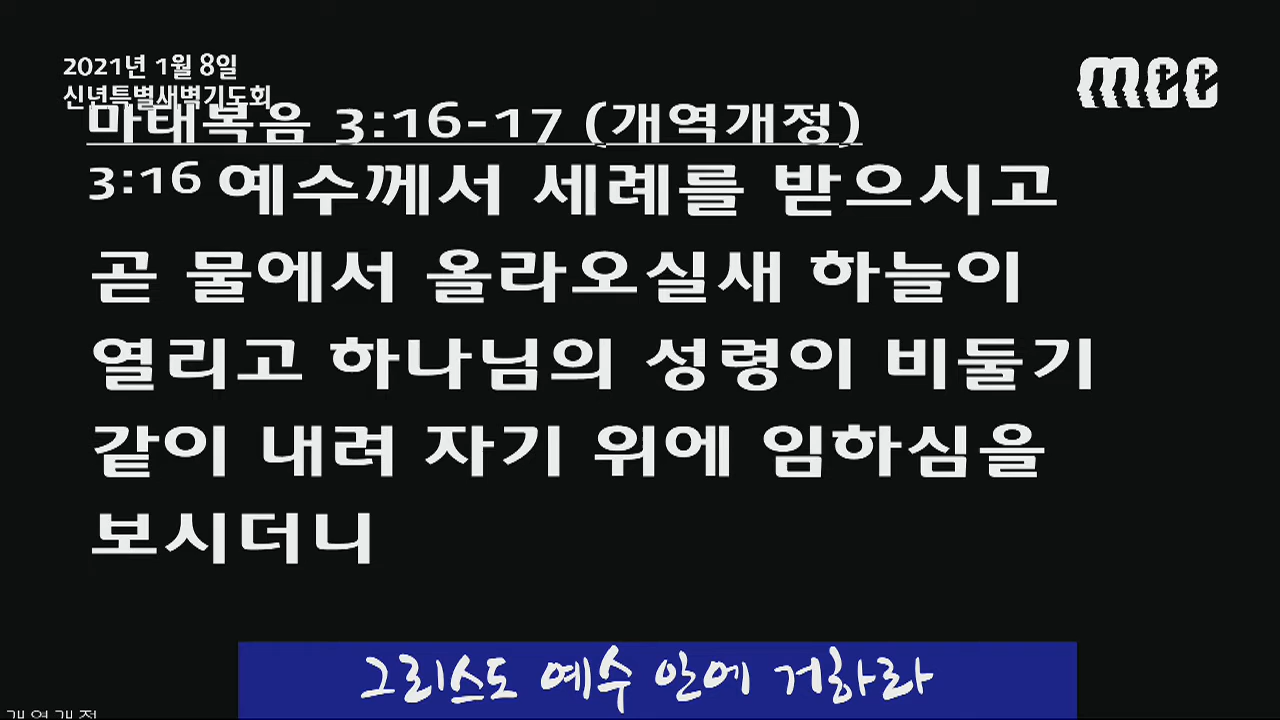 2021년 1월 8일
신년특별새벽기도회
mcc
마태복음 3:16-17 (개역개정)
3:16 예수께서 세례를 받으시고
곧 물에서 올라오실새 하늘이
열리고 하나님의 성령이 비둘기
같이 내려 자기 위에 임하심을
보시더니
그리스도 예수 안에 거하라
개역개정